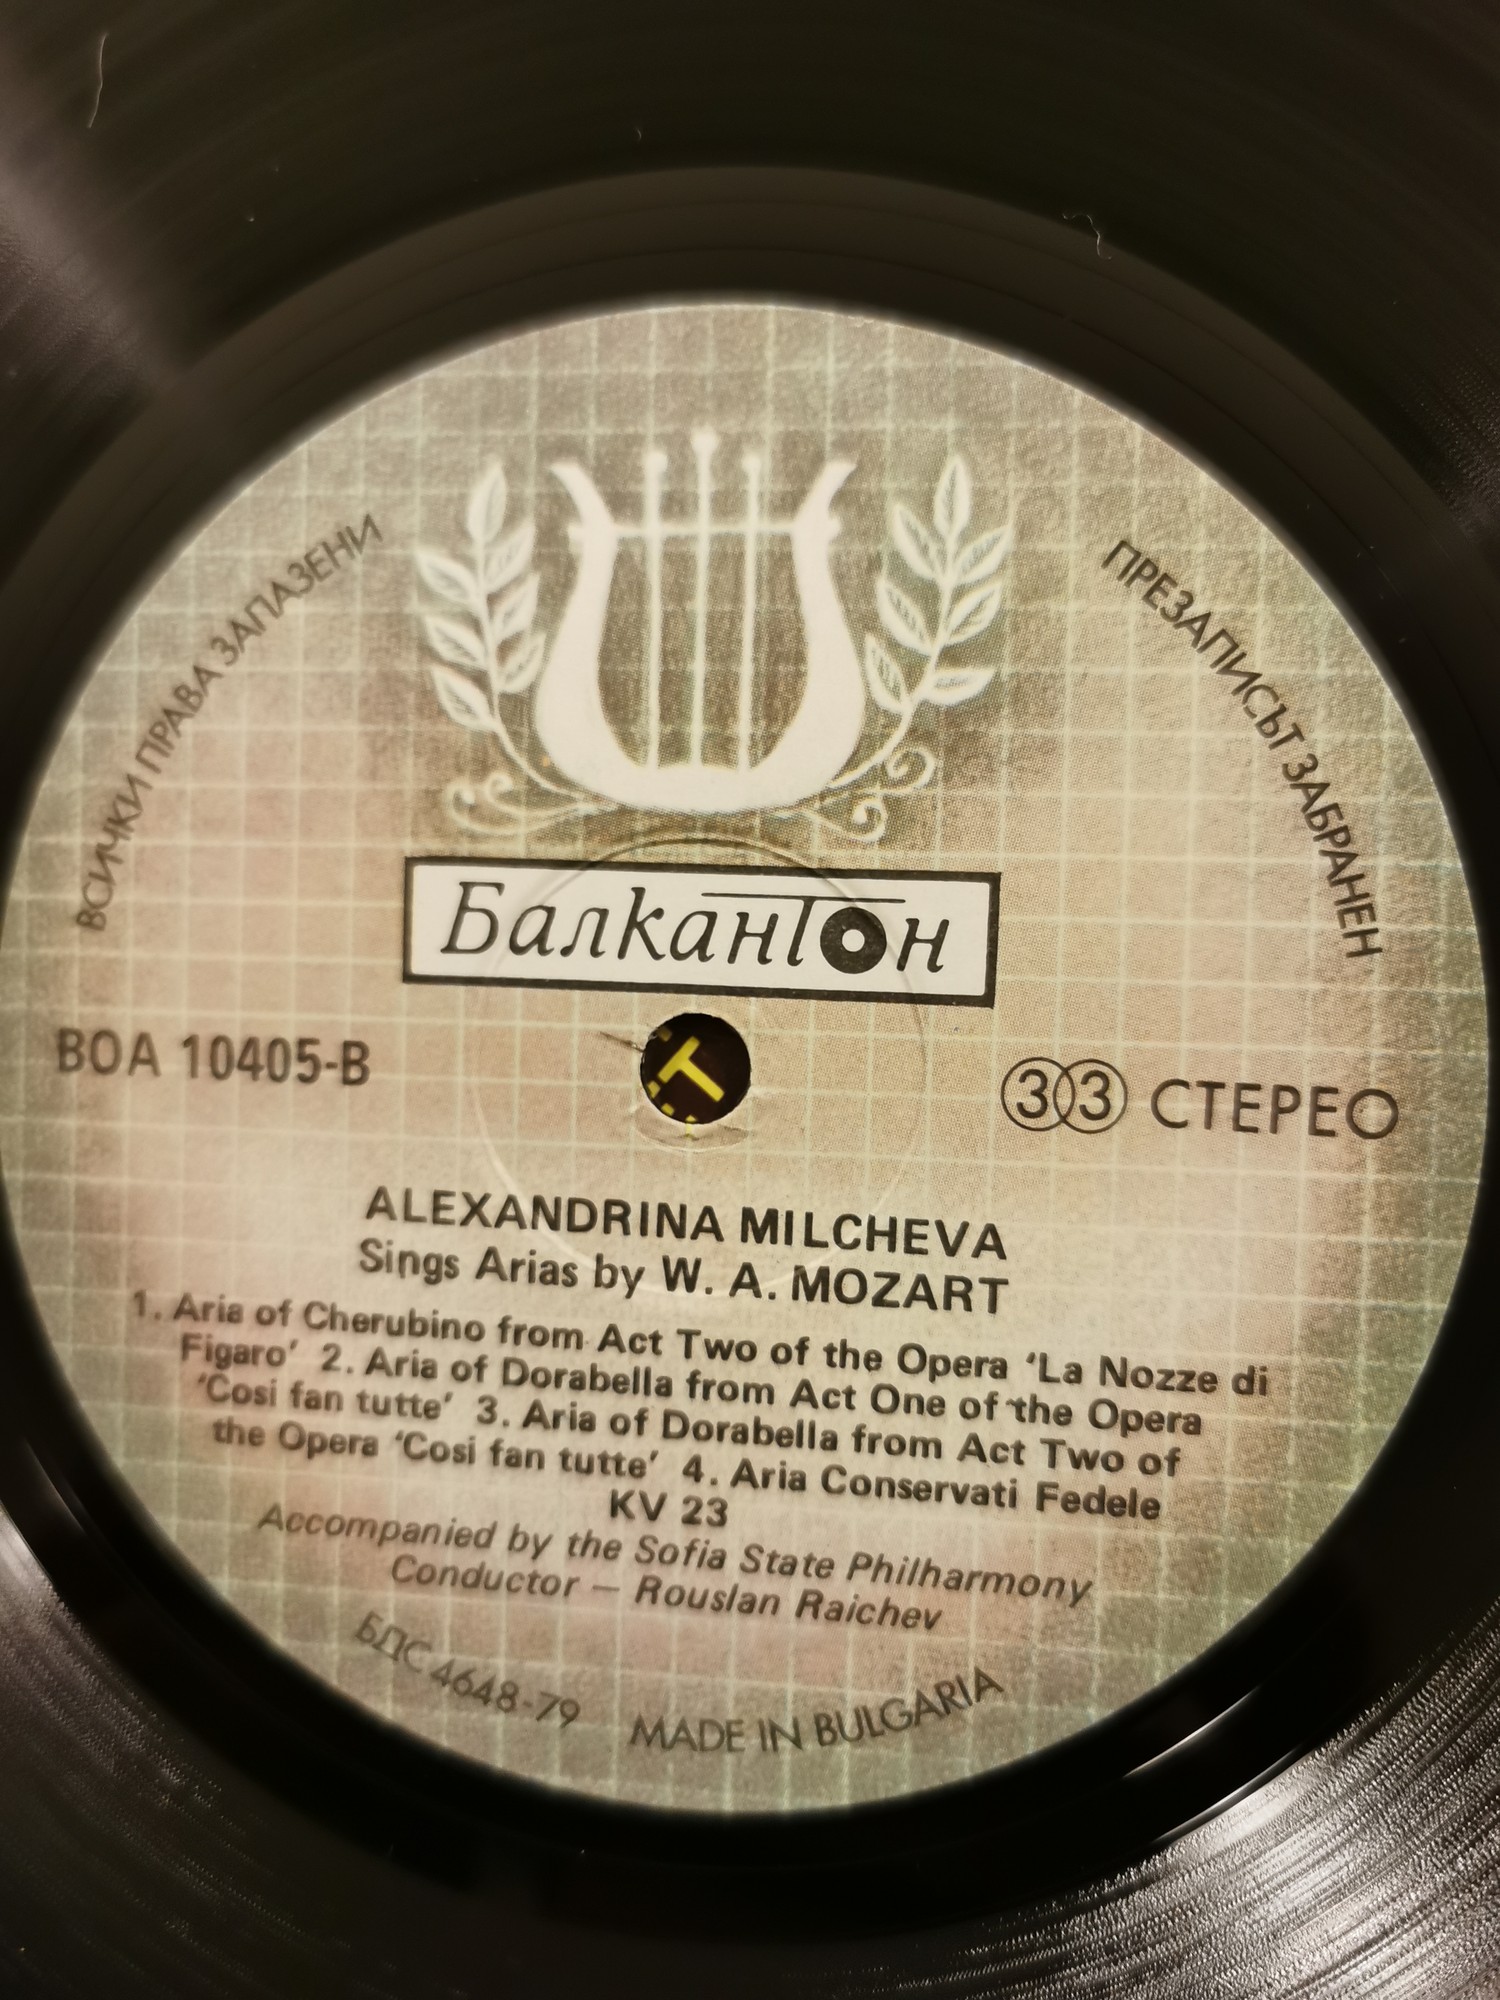 ВСИЧКИ ПРАВА ЗАПАЗЕНИ
ПРЕЗАПИСЪТ ЗАБРАНЕН
Балкантон
ВОА 10405-В
33 СТЕРЕО
ALEXANDRINA MILCHEVA
Sings Arias by W. A. MOZART
1. Aria of Cherubino from Act Two of the Opera ‘La Nozze di
Figaro’ 2. Aria of Dorabella from Act One of the Opera
‘Cosi fan tutte’ 3. Aria of Dorabella from Act Two of
the Opera ‘Cosi fan tutte’ 4. Aria Conservati Fedele
KV 23
Accompanied by the Sofia State Philharmony
Conductor — Rouslan Raichev
БДС 4648-79
MADE IN BULGARIA